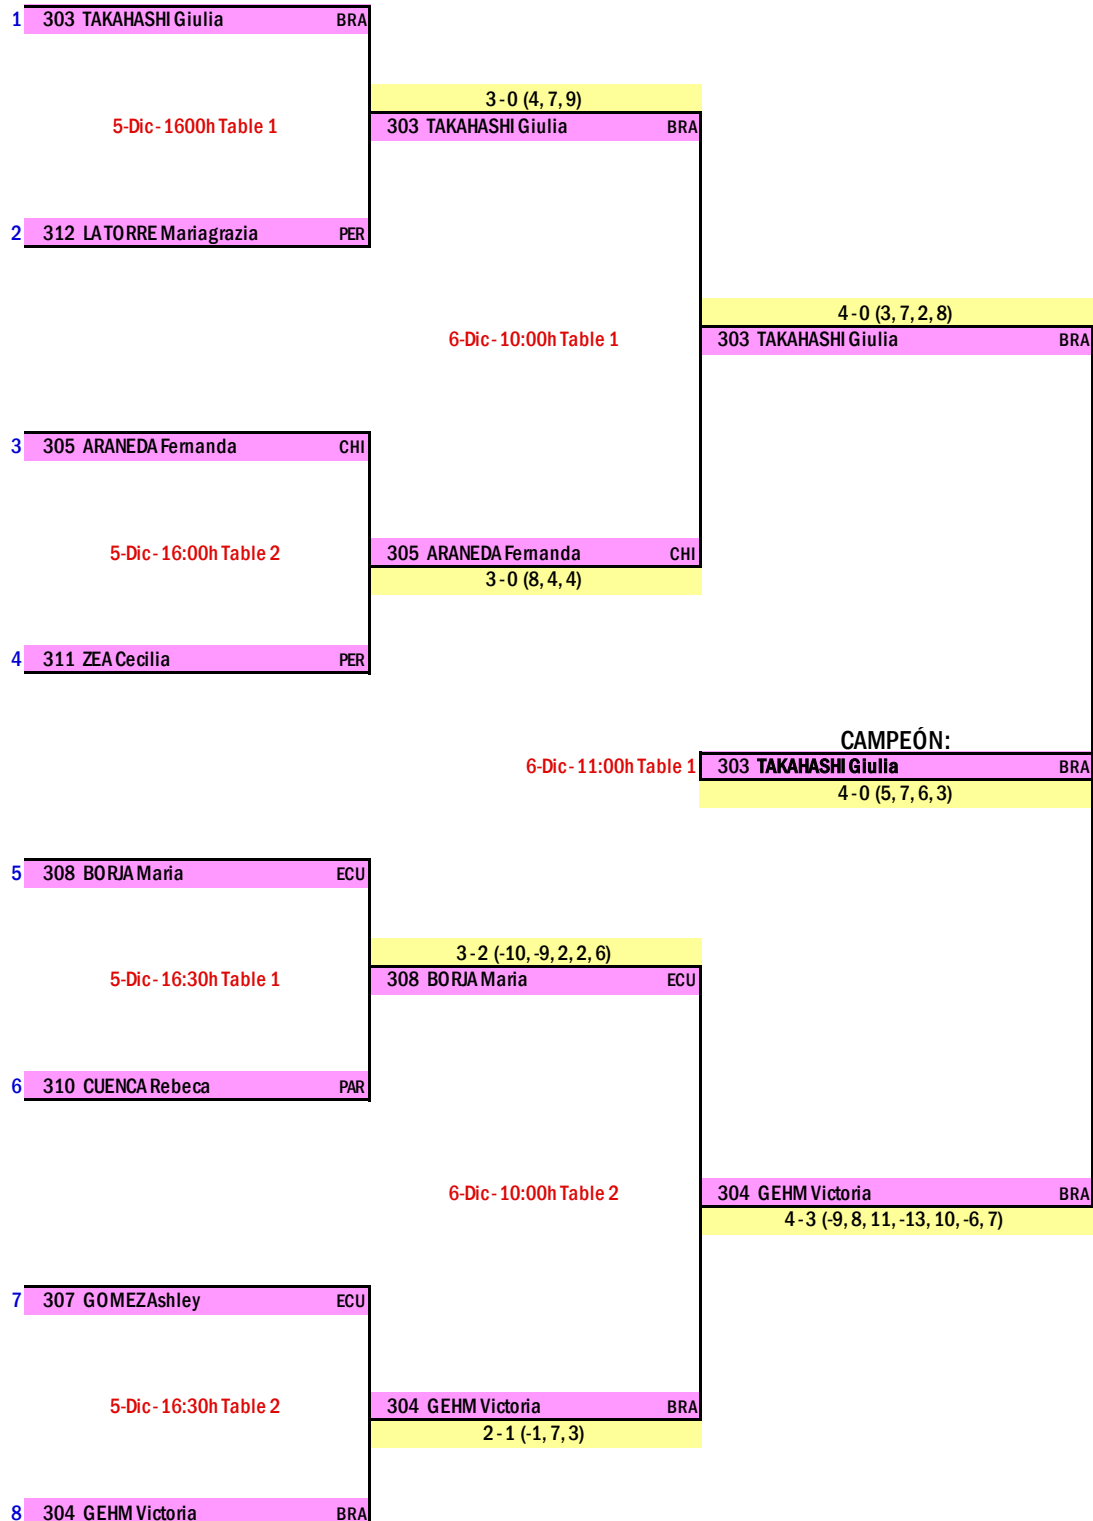 1 303 TAKAHASHI Giulia BRA
3 - 0 (4, 7, 9)
5-Dic - 1600h Table 1
303 TAKAHASHI Giulia BRA
2 312 LA TORRE Mariagrazia PER
4 - 0 (3, 7, 2, 8)
6-Dic - 10:00h Table 1
303 TAKAHASHI Giulia BRA
3 305 ARANEDA Fernanda CHI
5-Dic - 16:00h Table 2
305 ARANEDA Fernanda CHI
3 - 0 (8, 4, 4)
4 311 ZEA Cecilia PER
CAMPEÓN:
6-Dic - 11:00h Table 1
303 TAKAHASHI Giulia BRA
4 - 0 (5, 7, 6, 3)
5 308 BORJA Maria ECU
3 - 2 (-10, -9, 2, 2, 6)
5-Dic - 16:30h Table 1
308 BORJA Maria ECU
6 310 CUENCA Rebeca PAR
6-Dic - 10:00h Table 2
304 GEHM Victoria BRA
4 - 3 (-9, 8, 11, -13, 10, -6, 7)
7 307 GOMEZ Ashley ECU
5-Dic - 16:30h Table 2
304 GEHM Victoria BRA
2 - 1 (-1, 7, 3)
8 304 GEHM Victoria BRA